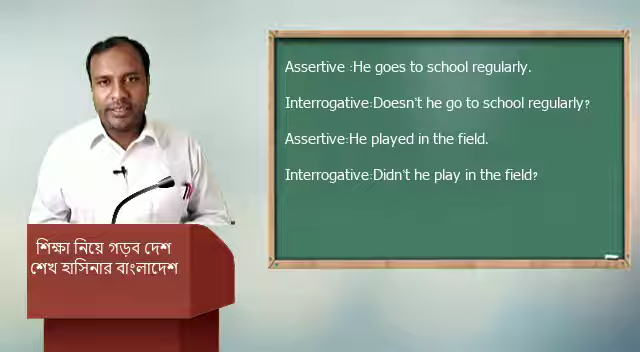 Assertive :He goes to school regularly.
Interrogative:Doesn't he go to school regularly?
Assertive:He played in the field.
Interrogative:Didn't he play in the field?
শিক্ষা নিয়ে গড়ব দেশ
শেখ হাসিনার বাংলাদেশ